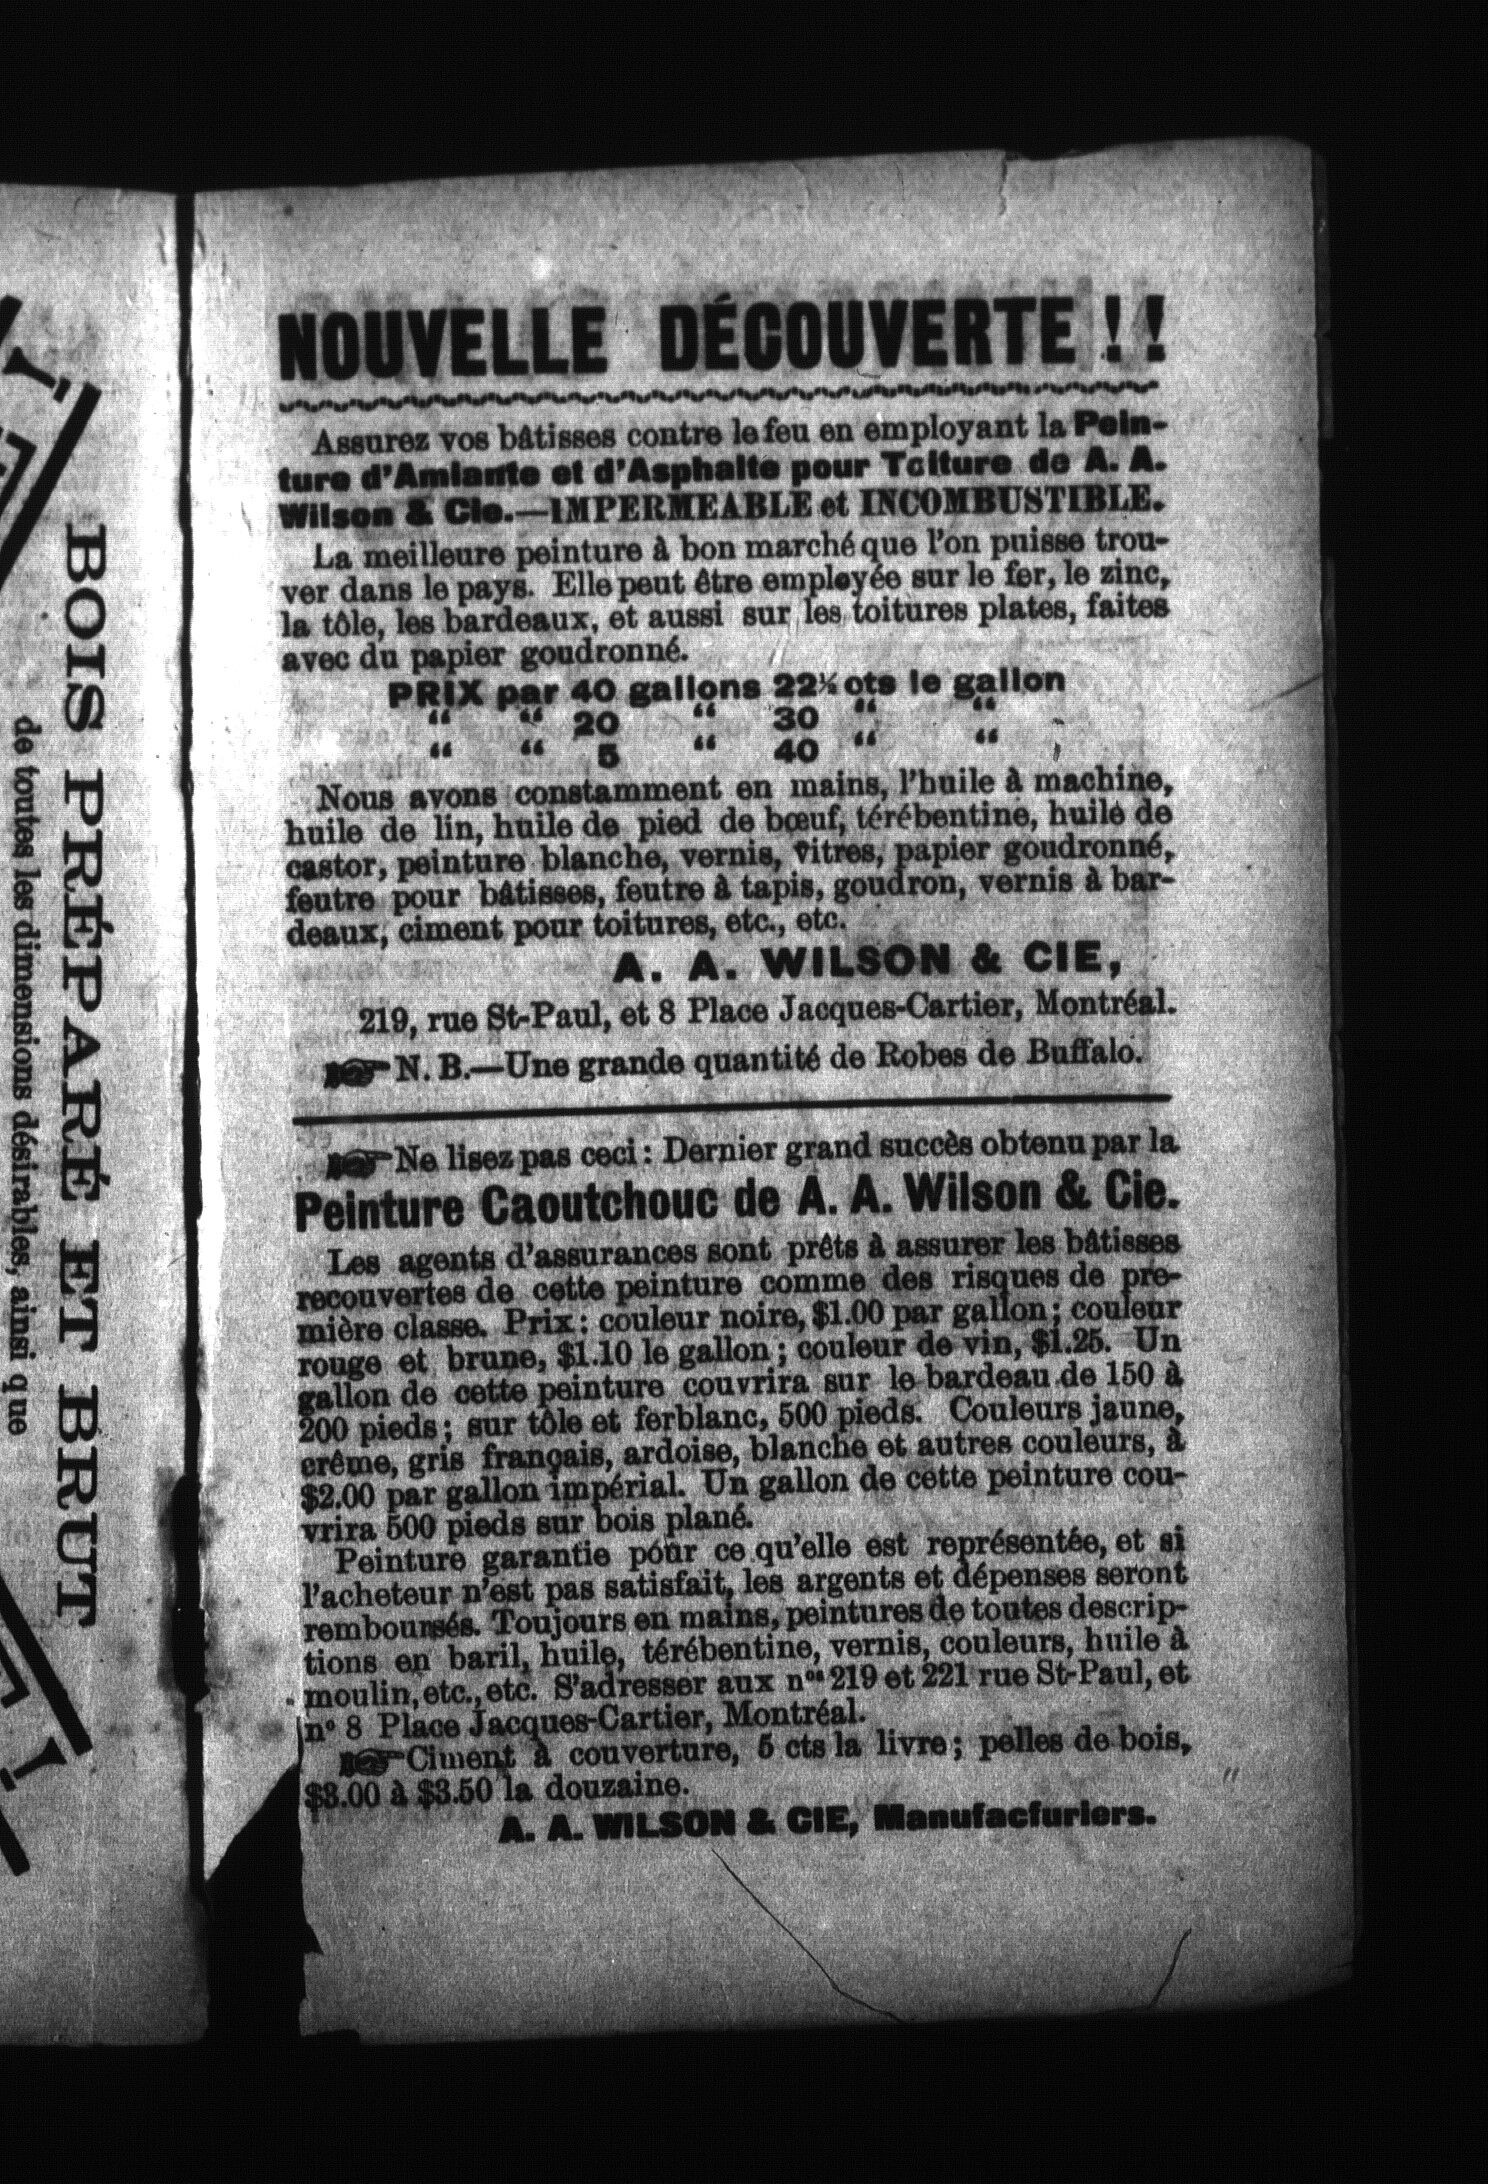 BOIS PRÉPARÉ ET BRUT
de toutes les dimensions désirables, ainsi que
NOUVELLE DÉCOUVERTE !!
Assurez vos bâtisses contre le feu en employant la Pein-
ture d'Amiante et d'Asphalte pour Toiture de A. A.
Wilson & Cie.—IMPERMEABLE et INCOMBUSTIBLE.
La meilleure peinture à bon marché que l'on puisse trou-
ver dans le pays. Elle peut être employée sur le fer, le zinc,
la tôle, les bardeaux, et aussi sur les toitures plates, faites
avec du papier goudronné.
PRIX par 40 gallons 22½ cts le gallon
“ “ 20 “ 30 “ “
“ “ 5 “ 40 “ “
Nous avons constamment en mains, l'huile à machine,
huile de lin, huile de pied de bœuf, térébentine, huile de
castor, peinture blanche, vernis, vitres, papier goudronné,
feutre pour bâtisses, feutre à tapis, goudron, vernis à bar-
deaux, ciment pour toitures, etc., etc.
A. A. WILSON & CIE,
219, rue St-Paul, et 8 Place Jacques-Cartier, Montréal.
☞ N. B.—Une grande quantité de Robes de Buffalo.
☞ Ne lisez pas ceci : Dernier grand succès obtenu par la
Peinture Caoutchouc de A. A. Wilson & Cie.
Les agents d'assurances sont prêts à assurer les bâtisses
recouvertes de cette peinture comme des risques de pre-
mière classe. Prix : couleur noire, $1.00 par gallon ; couleur
rouge et brune, $1.10 le gallon ; couleur de vin, $1.25. Un
gallon de cette peinture couvrira sur le bardeau de 150 à
200 pieds ; sur tôle et ferblanc, 500 pieds. Couleurs jaune,
crême, gris français, ardoise, blanche et autres couleurs, à
$2.00 par gallon impérial. Un gallon de cette peinture cou-
vrira 500 pieds sur bois plané.
Peinture garantie pour ce qu'elle est représentée, et si
l'acheteur n'est pas satisfait, les argents et dépenses seront
remboursés. Toujours en mains, peintures de toutes descrip-
tions en baril, huile, térébentine, vernis, couleurs, huile à
moulin, etc., etc. S'adresser aux nos 219 et 221 rue St-Paul, et
no 8 Place Jacques-Cartier, Montréal.
☞ Ciment à couverture, 5 cts la livre ; pelles de bois,
$3.00 à $3.50 la douzaine.
A. A. WILSON & CIE, Manufacfuriers.